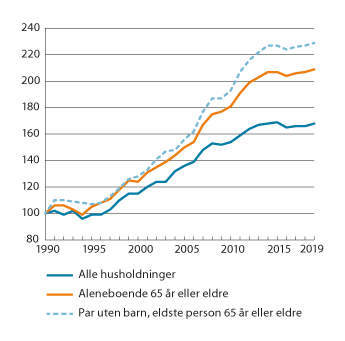 240
220
200
180
160
140
120
100
80
1990 1995 2000 2005 2010 2015 2019
Alle husholdninger
Aleneboende 65 år eller eldre
Par uten barn, eldste person 65 år eller eldre